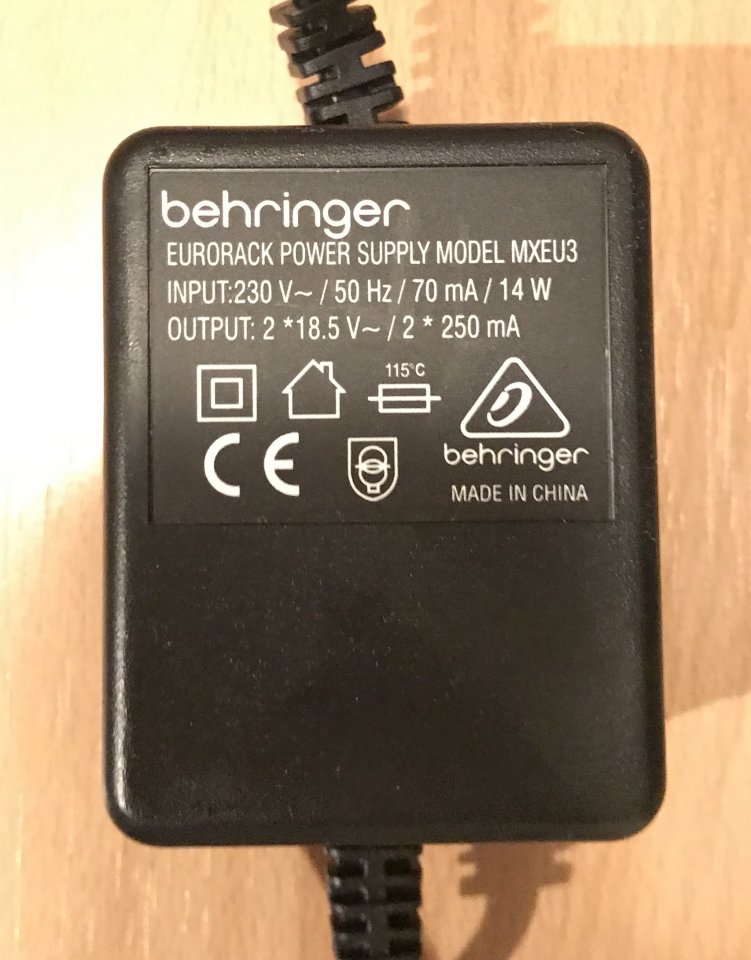 behringer
EURORACK POWER SUPPLY MODEL MXEU3
INPUT:230 V~ / 50 Hz / 70 mA / 14 W
OUTPUT: 2 *18.5 V~ / 2 * 250 mA
115°C
CE
behringer
MADE IN CHINA